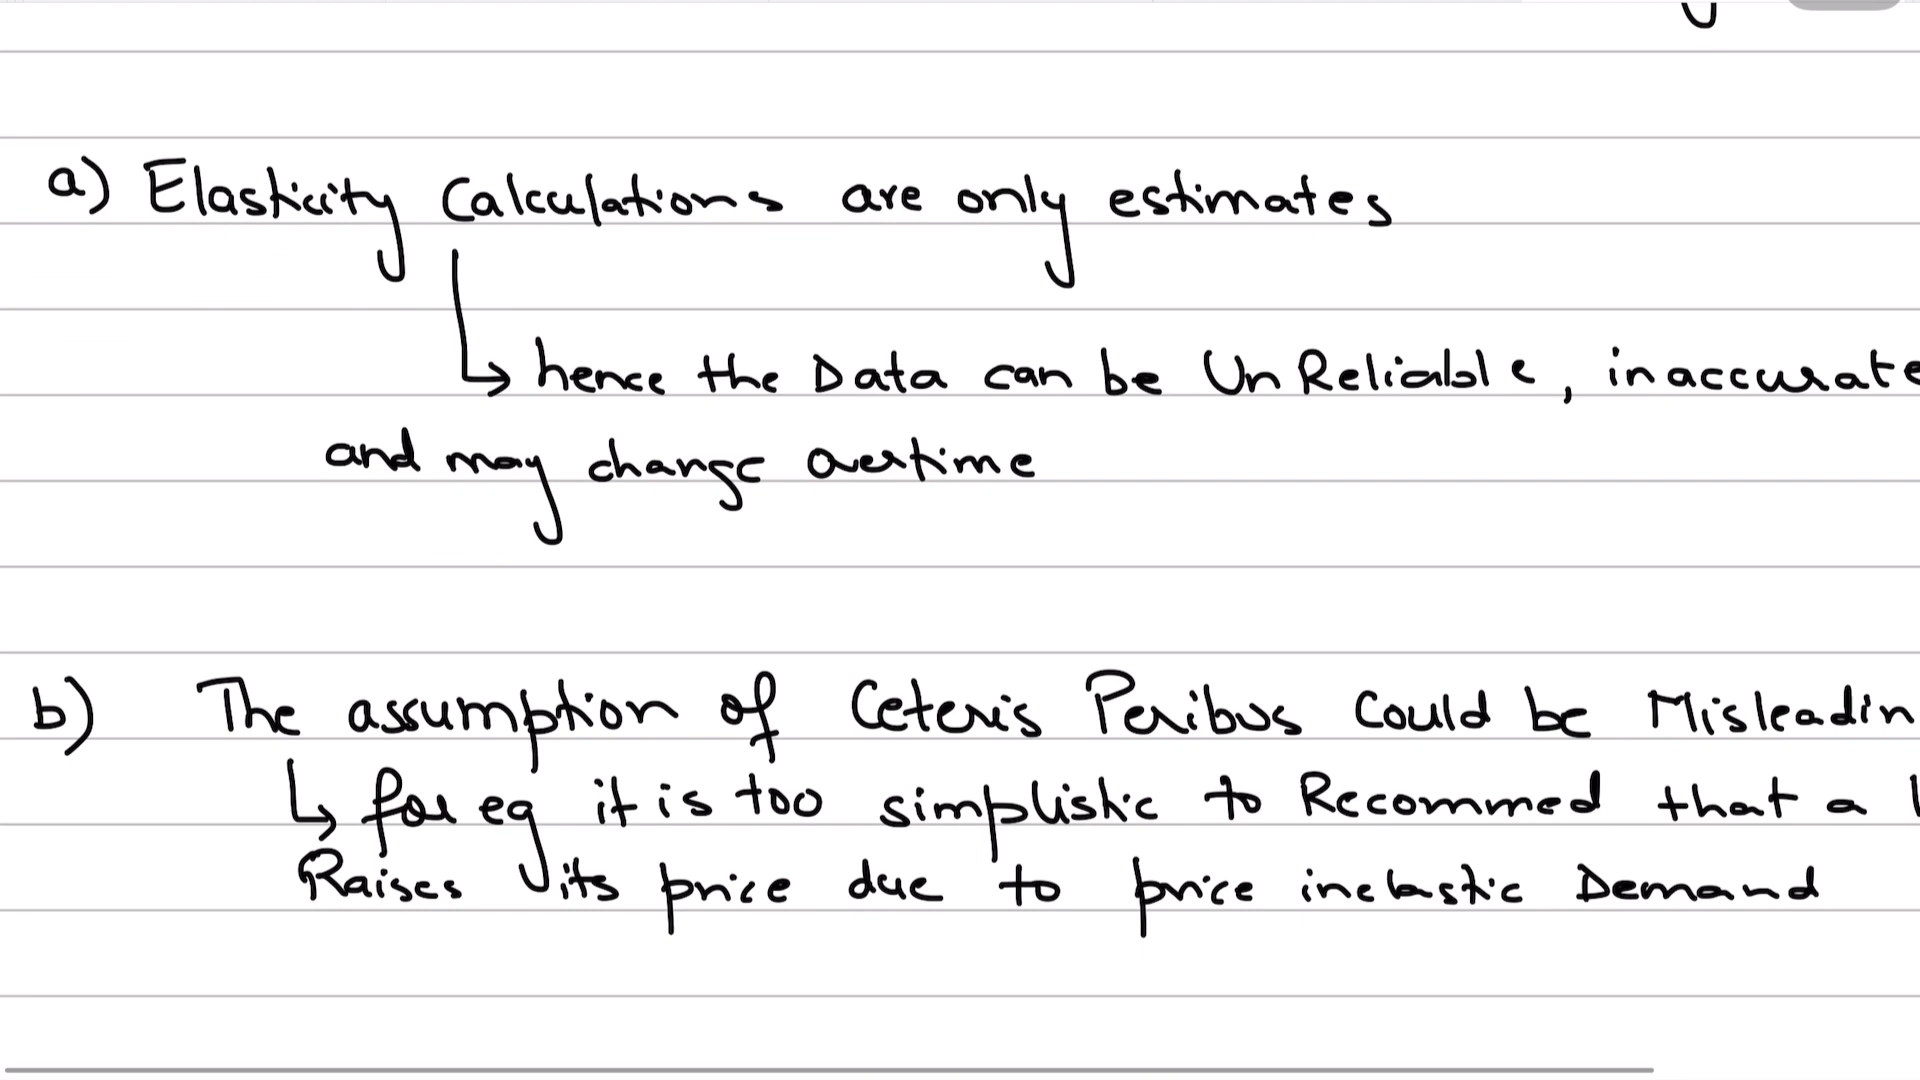 a) Elasticity Calculations are only estimates
↳ hence the Data can be UnReliable, inaccurate
and may change overtime
b) The assumption of Ceteris Peribus Could be Misleadin
↳ for eg it is too simplistic to Recommed that a
Raises its price due to price inelastic Demand